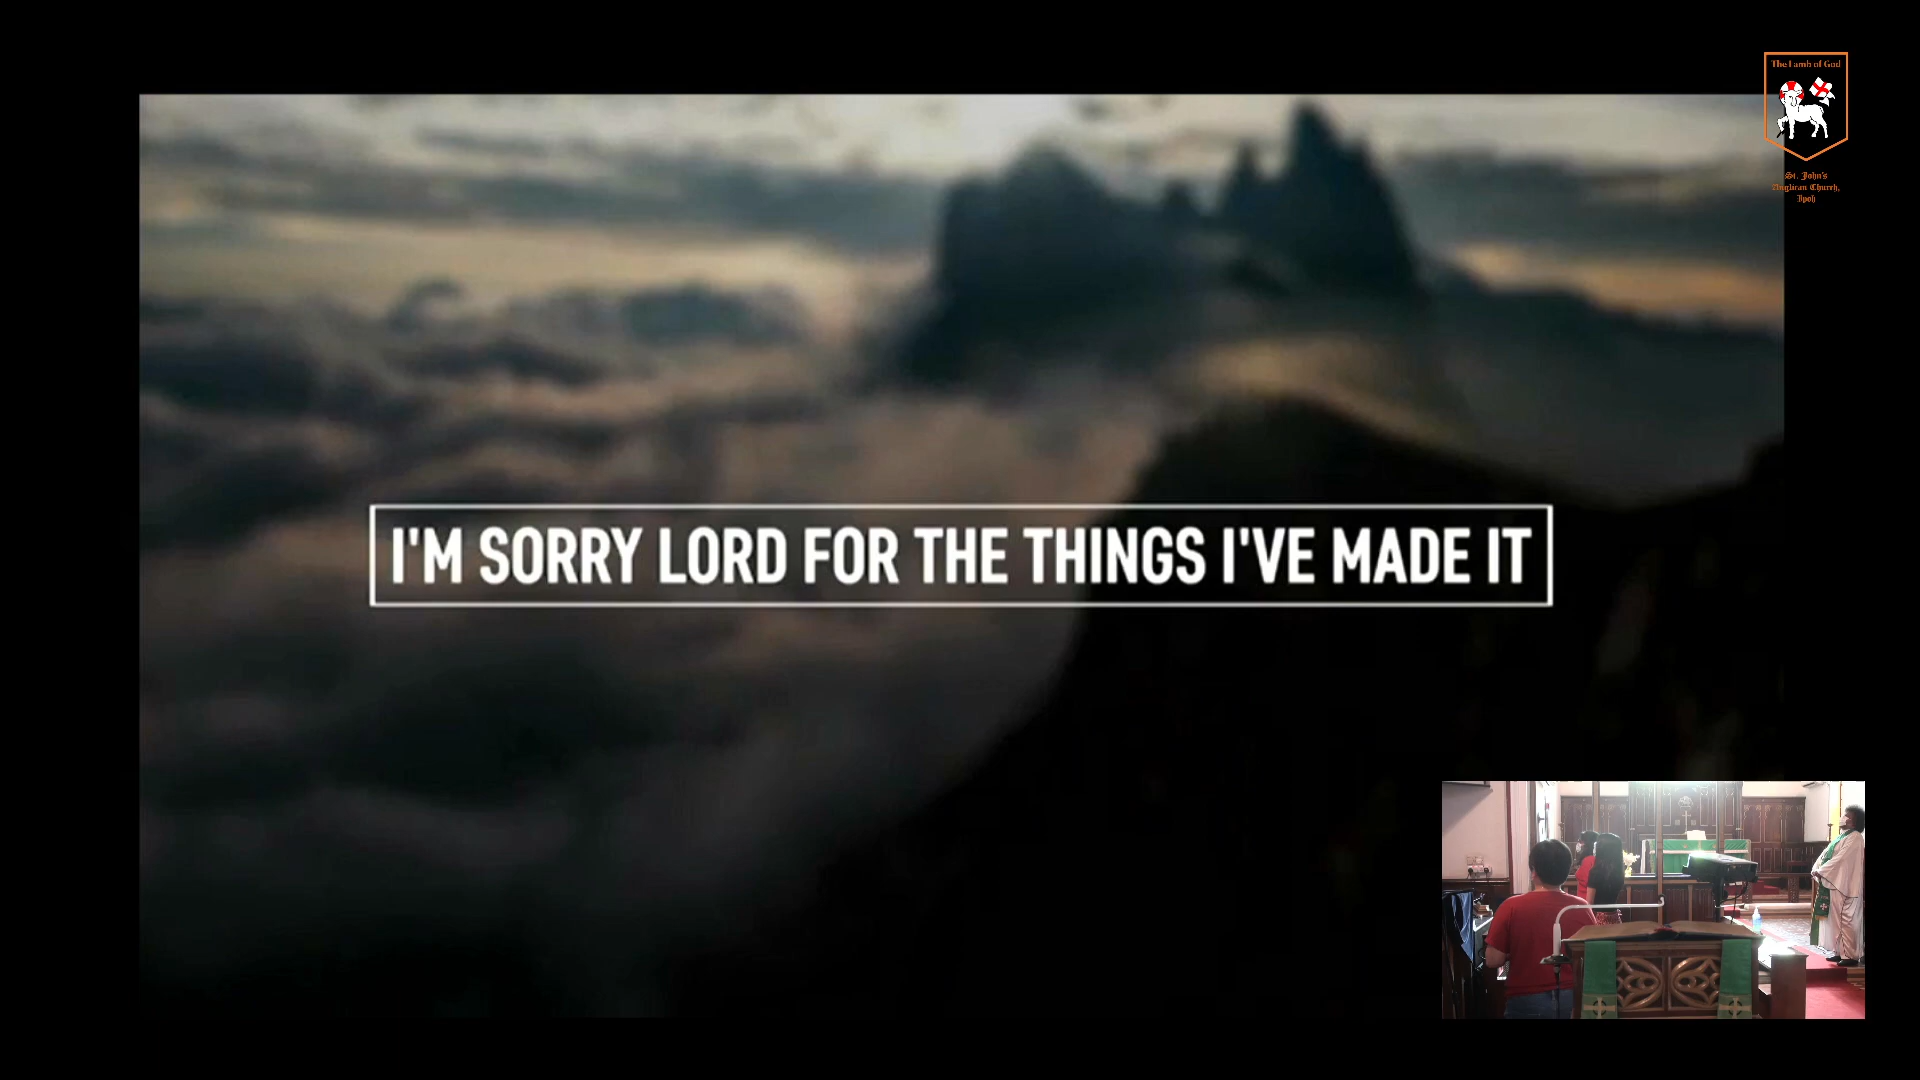 The Lamb of God
St. John's
Anglican Church,
Ipoh
I'M SORRY LORD FOR THE THINGS I'VE MADE IT